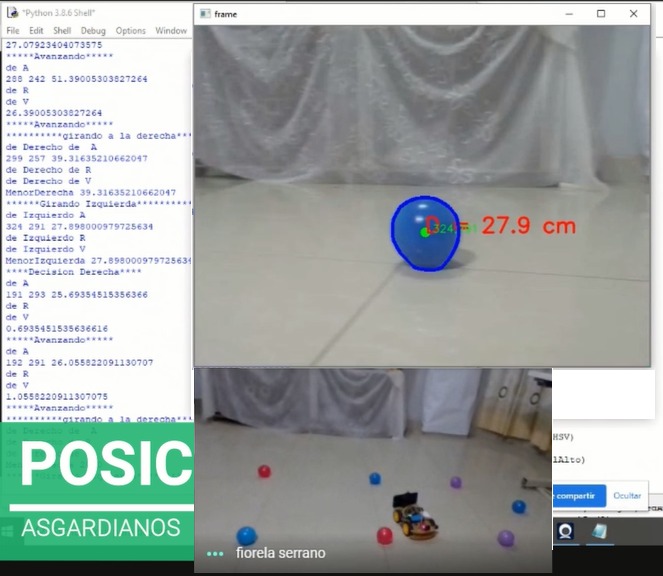 *Python 3.8.6 Shell*
File Edit Shell Debug Options Window
27.07923404073575
*****Avanzando*****
de A
288 242 51.39005303827264
de R
de V
26.39005303827264
*****Avanzando*****
**********girando a la derecha***
de Derecho de A
299 257 39.31635210662047
de Derecho de R
de Derecho de V
MenorDerecha 39.31635210662047
******Girando Izquierda**********
de Izquierdo A
324 291 27.898000979725634
de Izquierdo R
de Izquierdo V
MenorIzquierda 27.898000979725634
****Decision Derecha****
de A
191 293 25.69354515356366
de R
de V
0.6935451535636616
*****Avanzando*****
de A
192 291 26.055822091130707
de R
de V
1.0558220911307075
*****Avanzando*****
**********girando a la derecha***
frame
D = 27.9 cm
POSIC
ASGARDIANOS
fiorela serrano
HSV)
lAlto)
compartir
Ocultar